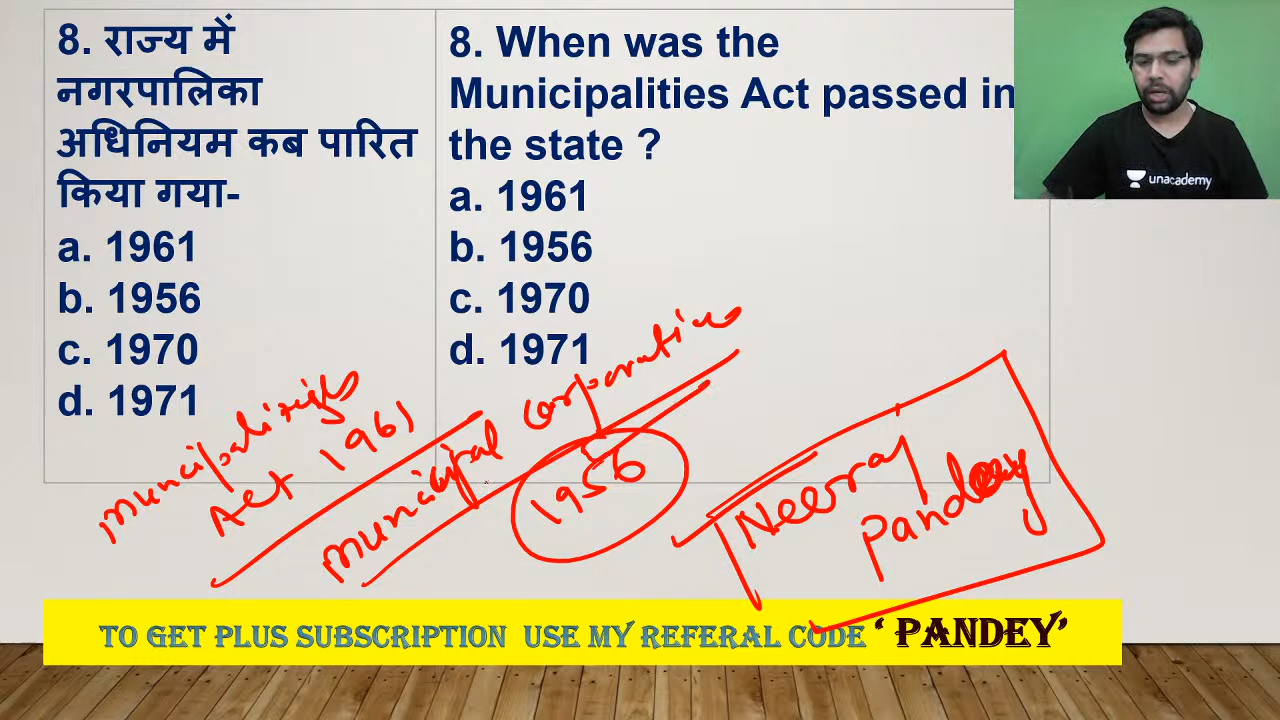 8. राज्य में
नगरपालिका
अधिनियम कब पारित
किया गया-
a. 1961
b. 1956
c. 1970
d. 1971
8. When was the
Municipalities Act passed in
the state ?
a. 1961
b. 1956
c. 1970
d. 1971
unacademy
Municipalities
Act 1961
Municipal Corporation
1956
Neeraj
Pandey
TO GET PLUS SUBSCRIPTION USE MY REFERAL CODE ‘ PANDEY’